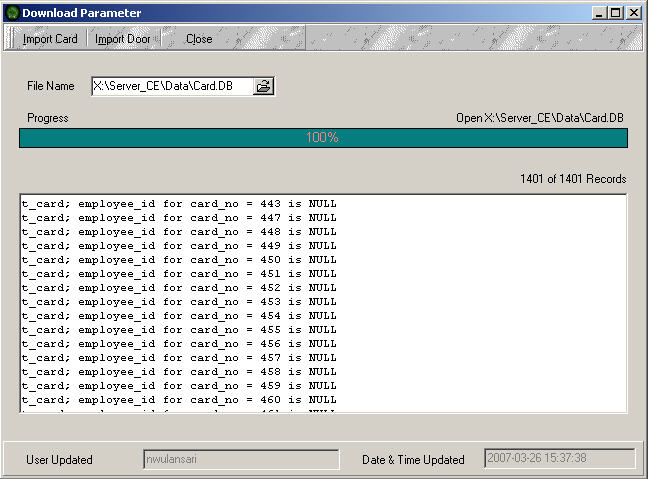 Download Parameter
Import Card Import Door Close
File Name X:\Server_CE\Data\Card.DB
Progress Open X:\Server_CE\Data\Card.DB
100%
1401 of 1401 Records
t_card; employee_id for card_no = 443 is NULL
t_card; employee_id for card_no = 447 is NULL
t_card; employee_id for card_no = 448 is NULL
t_card; employee_id for card_no = 449 is NULL
t_card; employee_id for card_no = 450 is NULL
t_card; employee_id for card_no = 451 is NULL
t_card; employee_id for card_no = 452 is NULL
t_card; employee_id for card_no = 453 is NULL
t_card; employee_id for card_no = 454 is NULL
t_card; employee_id for card_no = 455 is NULL
t_card; employee_id for card_no = 456 is NULL
t_card; employee_id for card_no = 457 is NULL
t_card; employee_id for card_no = 458 is NULL
t_card; employee_id for card_no = 459 is NULL
t_card; employee_id for card_no = 460 is NULL
t_card; employee_id for card_no = 461 is NULL
User Updated nwulansari Date & Time Updated 2007-03-26 15:37:38